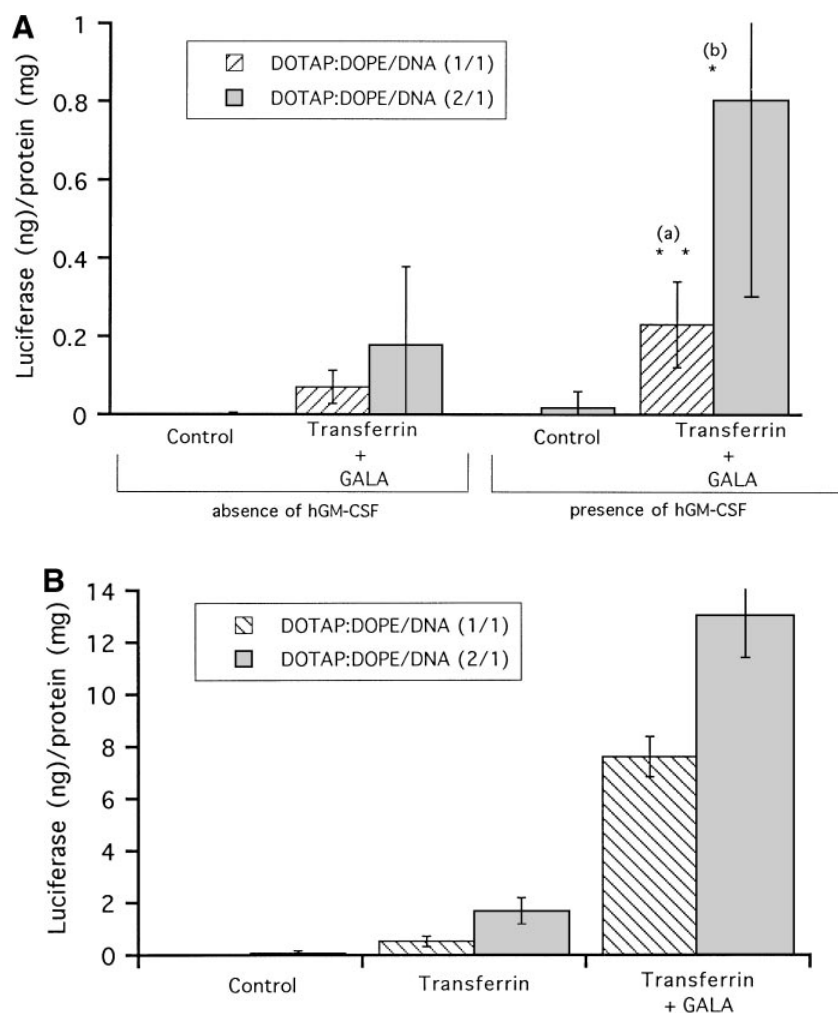 A
1
DOTAP:DOPE/DNA (1/1)
DOTAP:DOPE/DNA (2/1)
(b)
*
0.8
0.6
Luciferase (ng)/protein (mg)
0.4
(a)
* *
0.2
0
Control
Transferrin
+
GALA
Control
Transferrin
+
GALA
absence of hGM-CSF
presence of hGM-CSF
B
14
DOTAP:DOPE/DNA (1/1)
DOTAP:DOPE/DNA (2/1)
12
10
8
Luciferase (ng)/protein (mg)
6
4
2
0
Control
Transferrin
Transferrin
+ GALA